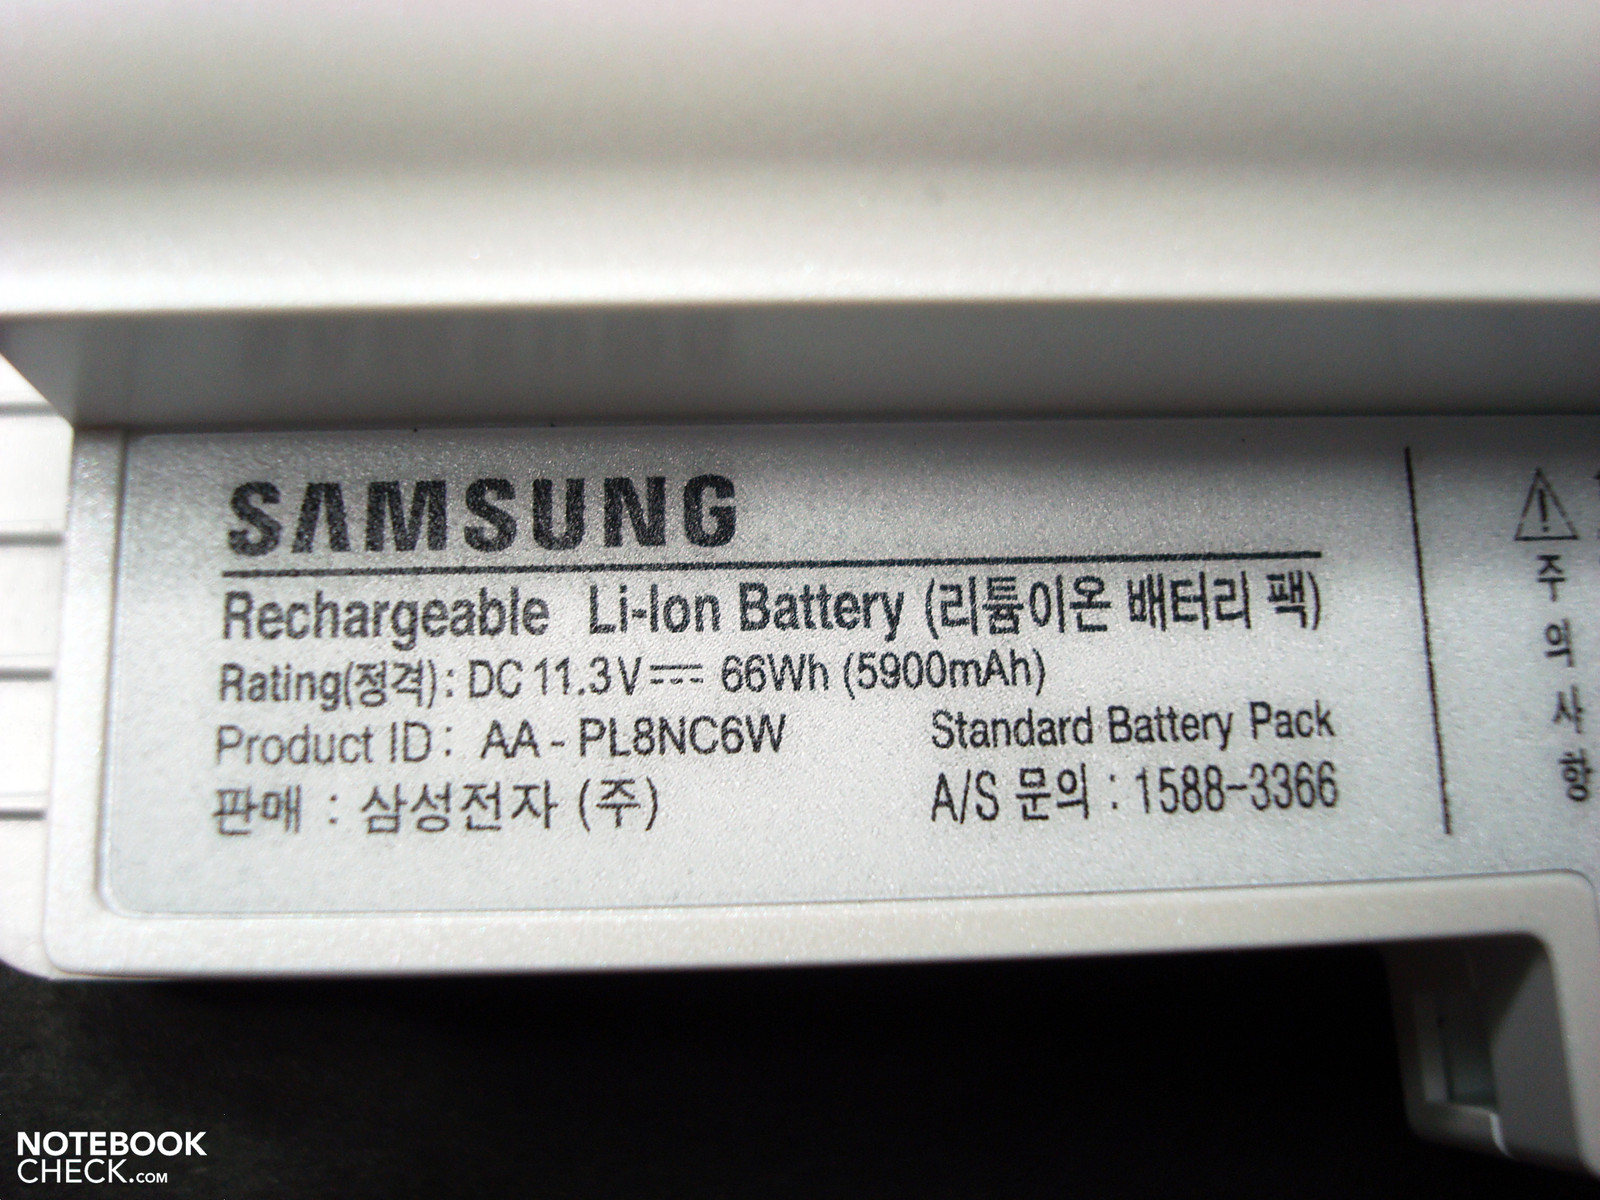 SAMSUNG
Rechargeable Li-Ion Battery (리튬이온 배터리 팩)
Rating(정격) : DC 11.3V⎓ 66Wh (5900mAh)
Product ID : AA - PL8NC6W
Standard Battery Pack
판매 : 삼성전자 (주)
A/S 문의 : 1588-3366
주의사항
NOTEBOOK
CHECK.COM